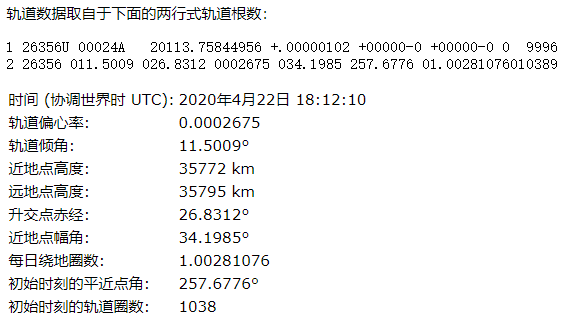 轨道数据取自于下面的两行式轨道根数:
1 26356U 00024A   20113.75844956 +.00000102 +00000-0 +00000-0 0  9996
2 26356 011.5009 026.8312 0002675 034.1985 257.6776 01.00281076010389
时间 (协调世界时 UTC): 2020年4月22日 18:12:10
轨道偏心率: 0.0002675
轨道倾角: 11.5009°
近地点高度: 35772 km
远地点高度: 35795 km
升交点赤经: 26.8312°
近地点幅角: 34.1985°
每日绕地圈数: 1.00281076
初始时刻的平近点角: 257.6776°
初始时刻的轨道圈数: 1038